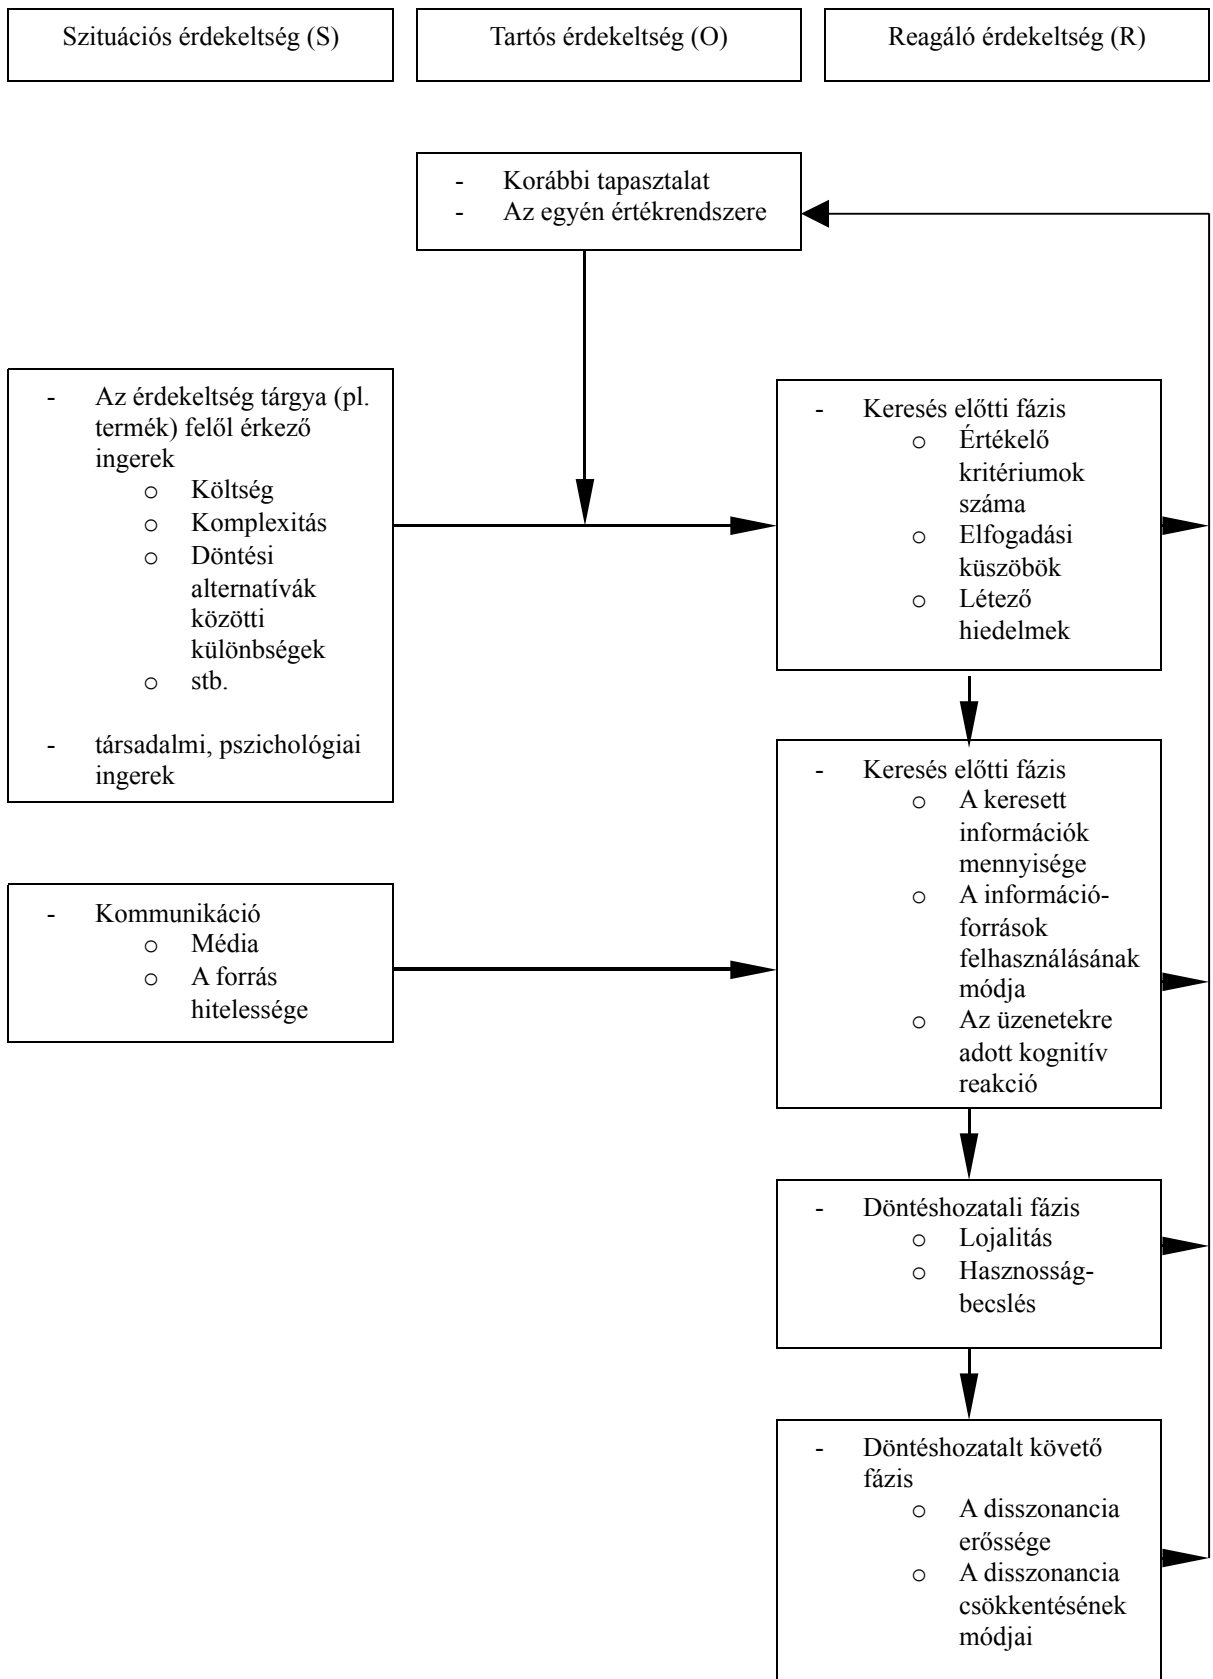 Szituációs érdekeltség (S)
Tartós érdekeltség (O)
Reagáló érdekeltség (R)
- Korábbi tapasztalat
- Az egyén értékrendszere
- Az érdekeltség tárgya (pl.
termék) felől érkező
ingerek
o Költség
o Komplexitás
o Döntési
alternatívák
közötti
különbségek
o stb.
- társadalmi, pszichológiai
ingerek
- Keresés előtti fázis
o Értékelő
kritériumok
száma
o Elfogadási
küszöbök
o Létező
hiedelmek
- Kommunikáció
o Média
o A forrás
hitelessége
- Keresés előtti fázis
o A keresett
információk
mennyisége
o A információ-
források
felhasználásának
módja
o Az üzenetekre
adott kognitív
reakció
- Döntéshozatali fázis
o Lojalitás
o Hasznosság-
becslés
- Döntéshozatalt követő
fázis
o A disszonancia
erőssége
o A disszonancia
csökkentésének
módjai